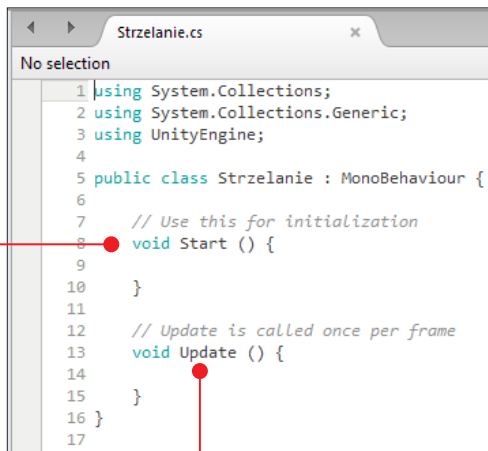 Strzelanie.cs
No selection
1 using System.Collections;
2 using System.Collections.Generic;
3 using UnityEngine;
4
5 public class Strzelanie : MonoBehaviour {
6
7 // Use this for initialization
8 void Start () {
9
10 }
11
12 // Update is called once per frame
13 void Update () {
14
15 }
16 }
17